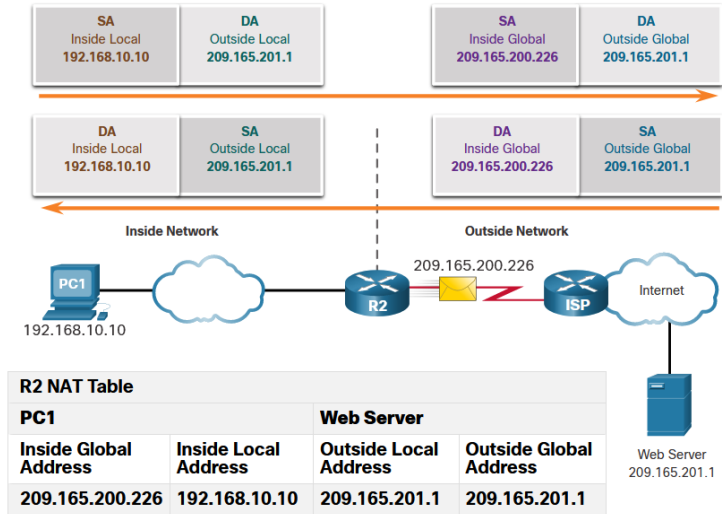 SA
Inside Local
192.168.10.10
DA
Outside Local
209.165.201.1
SA
Inside Global
209.165.200.226
DA
Outside Global
209.165.201.1
DA
Inside Local
192.168.10.10
SA
Outside Local
209.165.201.1
DA
Inside Global
209.165.200.226
SA
Outside Global
209.165.201.1
Inside Network
Outside Network
PC1
192.168.10.10
R2
209.165.200.226
ISP
Internet
Web Server
209.165.201.1
R2 NAT Table
PC1
Web Server
Inside Global
Address
Inside Local
Address
Outside Local
Address
Outside Global
Address
209.165.200.226
192.168.10.10
209.165.201.1
209.165.201.1